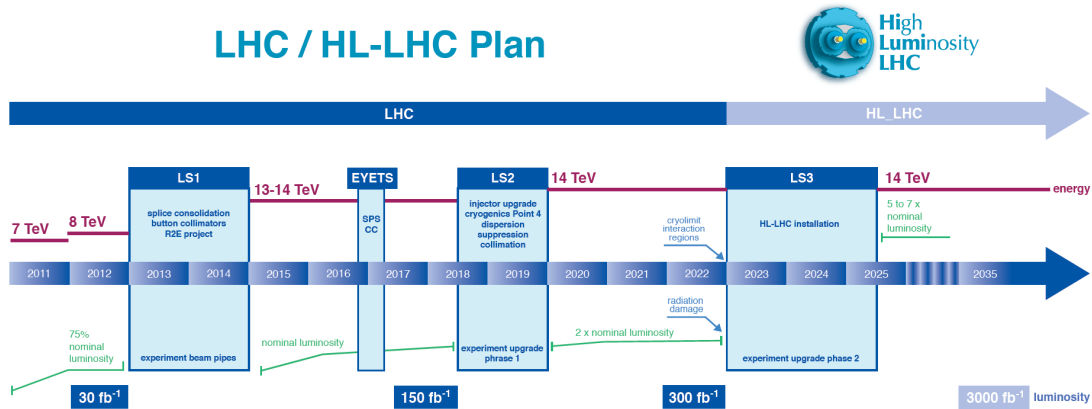 LHC / HL-LHC Plan
High
Luminosity
LHC
LHC
HL_LHC
LS1
EYETS
LS2
LS3
7 TeV
8 TeV
13-14 TeV
14 TeV
14 TeV
energy
splice consolidation
button collimators
R2E project
SPS
CC
injector upgrade
cryogenics Point 4
dispersion
suppression
collimation
cryolimit
interaction
regions
HL-LHC installation
5 to 7 x
nominal
luminosity
2011
2012
2013
2014
2015
2016
2017
2018
2019
2020
2021
2022
2023
2024
2025
2035
75%
nominal
luminosity
experiment beam pipes
nominal luminosity
experiment upgrade
phrase 1
2 x nominal luminosity
radiation
damage
experiment upgrade phase 2
30 fb-1
150 fb-1
300 fb-1
3000 fb-1
luminosity